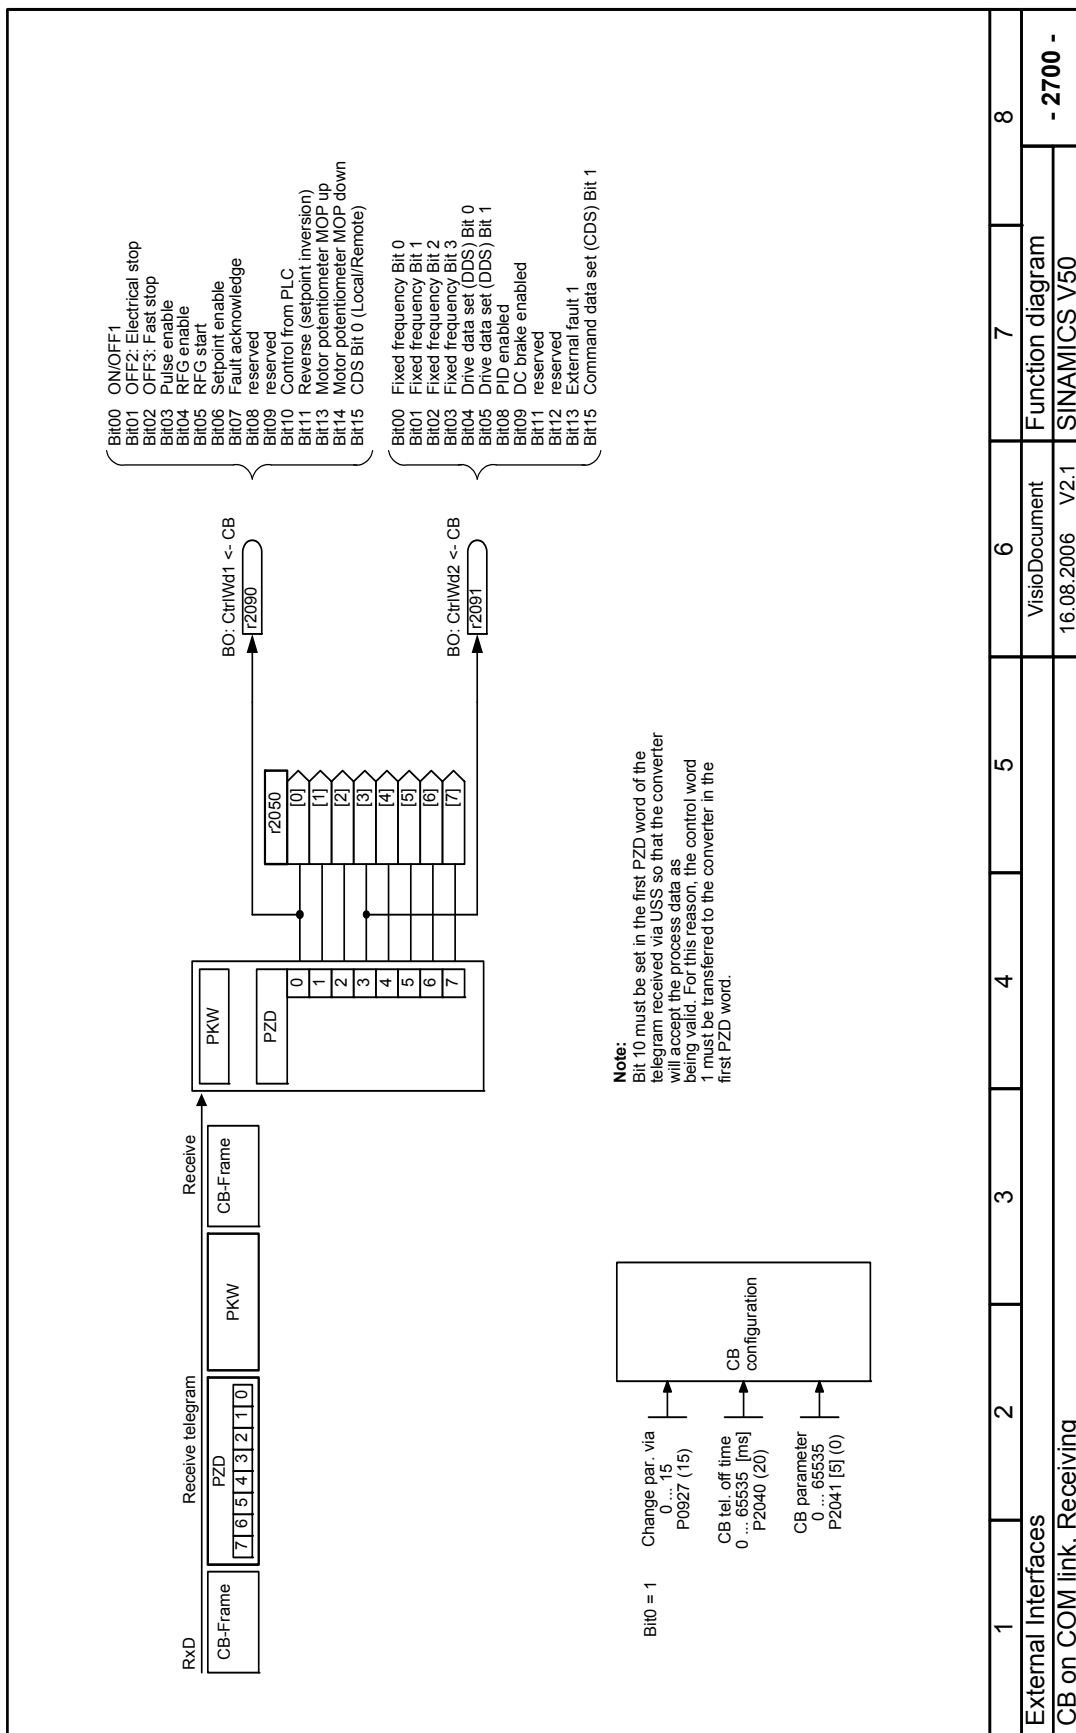 RxD
Receive telegram
Receive
CB-Frame
PZD
7 6 5 4 3 2 1 0
PKW
CB-Frame
PKW
PZD
0
1
2
3
4
5
6
7
r2050
[0]
[1]
[2]
[3]
[4]
[5]
[6]
[7]
BO: CtrlWd1 <- CB
r2090
BO: CtrlWd2 <- CB
r2091
Bit00 ON/OFF1
Bit01 OFF2: Electrical stop
Bit02 OFF3: Fast stop
Bit03 Pulse enable
Bit04 RFG enable
Bit05 RFG start
Bit06 Setpoint enable
Bit07 Fault acknowledge
Bit08 reserved
Bit09 reserved
Bit10 Control from PLC
Bit11 Reverse (setpoint inversion)
Bit13 Motor potentiometer MOP up
Bit14 Motor potentiometer MOP down
Bit15 CDS Bit 0 (Local/Remote)
Bit00 Fixed frequency Bit 0
Bit01 Fixed frequency Bit 1
Bit02 Fixed frequency Bit 2
Bit03 Fixed frequency Bit 3
Bit04 Drive data set (DDS) Bit 0
Bit05 Drive data set (DDS) Bit 1
Bit08 PID enabled
Bit09 DC brake enabled
Bit11 reserved
Bit12 reserved
Bit13 External fault 1
Bit15 Command data set (CDS) Bit 1
Bit0 = 1
Change par. via
0 ... 15
P0927 (15)
CB tel. off time
0 ... 65535 [ms]
P2040 (20)
CB parameter
0 ... 65535
P2041 [5] (0)
CB
configuration
Note:
Bit 10 must be set in the first PZD word of the
telegram received via USS so that the converter
will accept the process data as
being valid. For this reason, the control word
1 must be transferred to the converter in the
first PZD word.
1 2 3 4 5 6 7 8
External Interfaces
VisioDocument
Function diagram
- 2700 -
CB on COM link, Receiving
16.08.2006 V2.1
SINAMICS V50